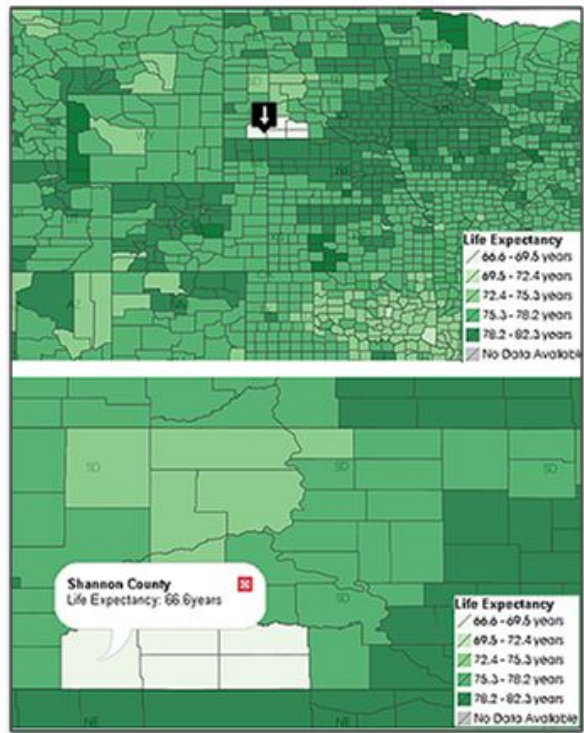 Life Expectancy
66.6 - 69.5 years
69.5 - 72.4 years
72.4 - 75.3 years
75.3 - 78.2 years
78.2 - 82.3 years
No Data Available
SD
SD
SD
Shannon County
Life Expectancy: 66.6years
SD
Life Expectancy
66.6 - 69.5 years
69.5 - 72.4 years
72.4 - 75.3 years
75.3 - 78.2 years
78.2 - 82.3 years
No Data Available
NE
NE